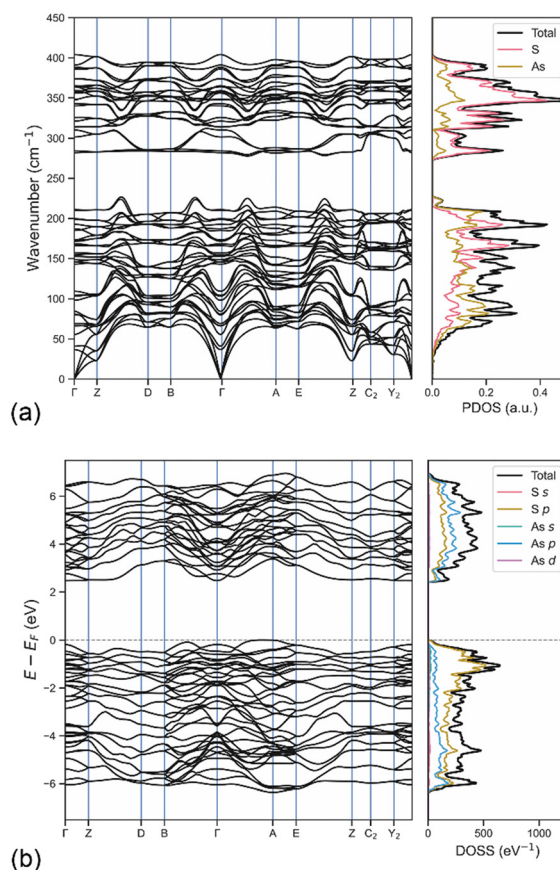 450
400
350
300
250
200
150
100
50
0
Wavenumber (cm⁻¹)
Γ Z D B Γ A E Z C₂ Y₂
Total
S
As
0.0 0.2 0.4
PDOS (a.u.)
(a)
6
4
2
0
−2
−4
−6
E − E_F (eV)
Γ Z D B Γ A E Z C₂ Y₂
Total
S s
S p
As s
As p
As d
0 500 1000
DOSS (eV⁻¹)
(b)